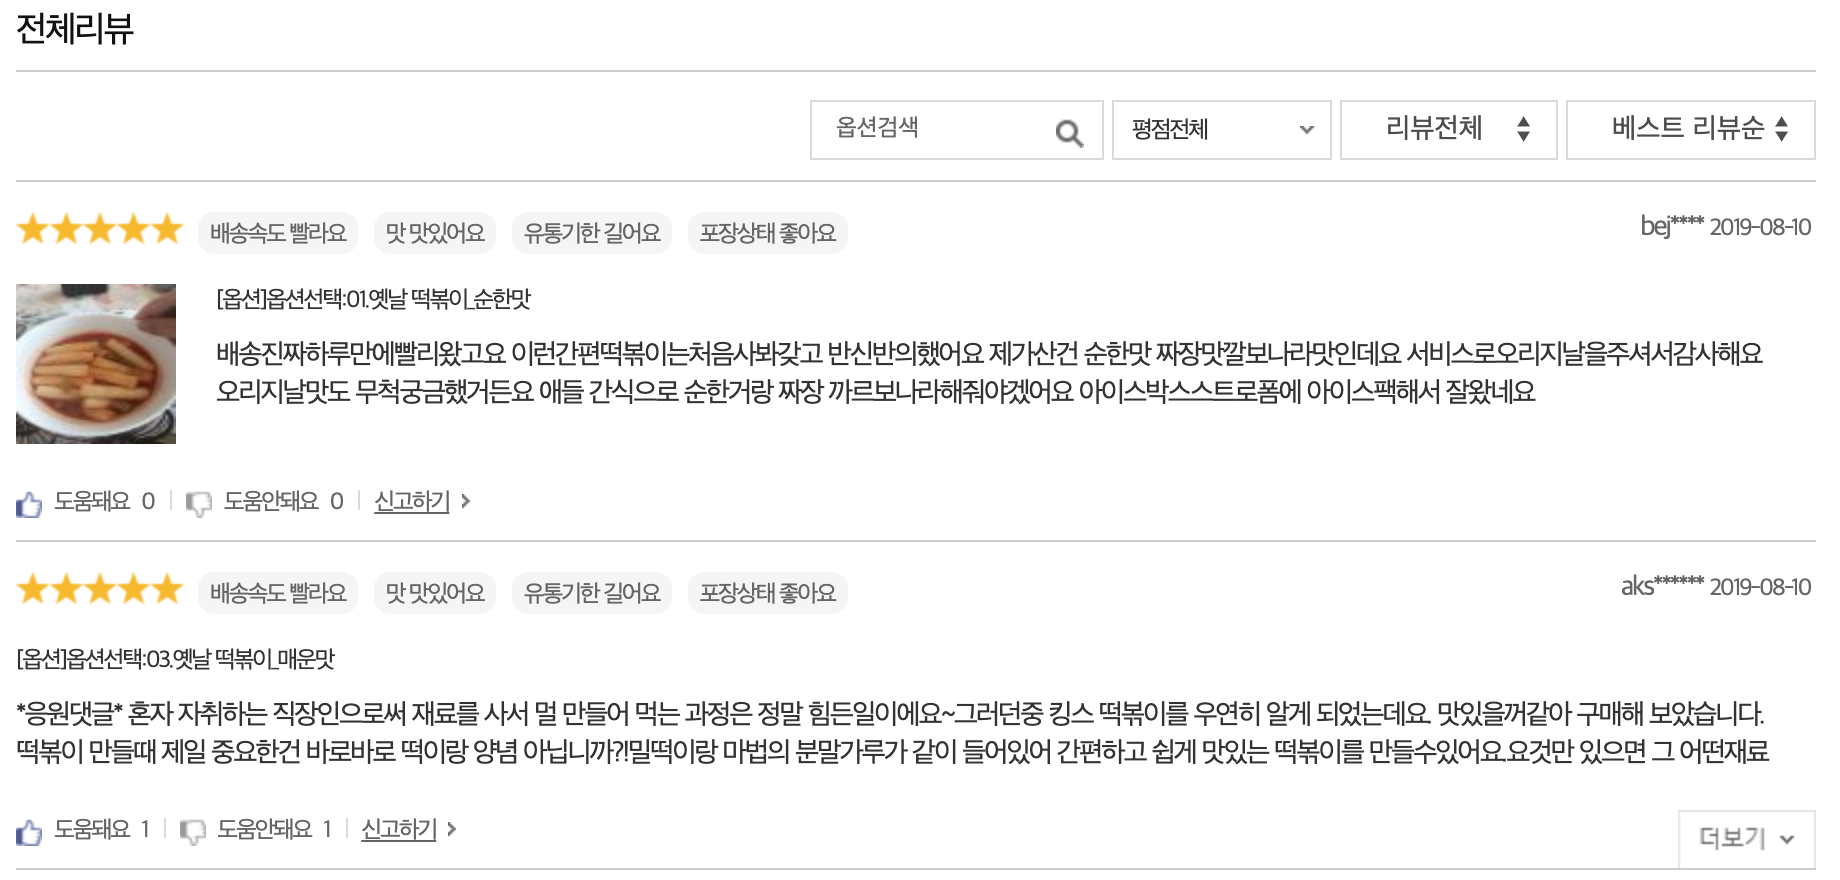 전체리뷰
옵션검색 평점전체 리뷰전체 베스트 리뷰순
배송속도 빨라요 맛 맛있어요 유통기한 길어요 포장상태 좋아요 bej**** 2019-08-10
[옵션]옵션선택:01.옛날 떡볶이_순한맛
배송진짜하루만에빨리왔고요 이런간편떡볶이는처음사봐갖고 반신반의했어요 제가산건 순한맛 짜장맛깔보나라맛인데요 서비스로오리지날을주셔서감사해요
오리지날맛도 무척궁금했거든요 애들 간식으로 순한거랑 짜장 까르보나라해줘야겠어요 아이스박스스트로폼에 아이스팩해서 잘왔네요
도움돼요 0 도움안돼요 0 신고하기
배송속도 빨라요 맛 맛있어요 유통기한 길어요 포장상태 좋아요 aks****** 2019-08-10
[옵션]옵션선택:03.옛날 떡볶이_매운맛
*응원댓글* 혼자 자취하는 직장인으로써 재료를 사서 멀 만들어 먹는 과정은 정말 힘든일이에요~그러던중 킹스 떡볶이를 우연히 알게 되었는데요. 맛있을꺼같아 구매해 보았습니다.
떡볶이 만들때 제일 중요한건 바로바로 떡이랑 양념 아닙니까?!밀떡이랑 마법의 분말가루가 같이 들어있어 간편하고 쉽게 맛있는 떡볶이를 만들수있어요.요것만 있으면 그 어떤재료
도움돼요 1 도움안돼요 1 신고하기
더보기